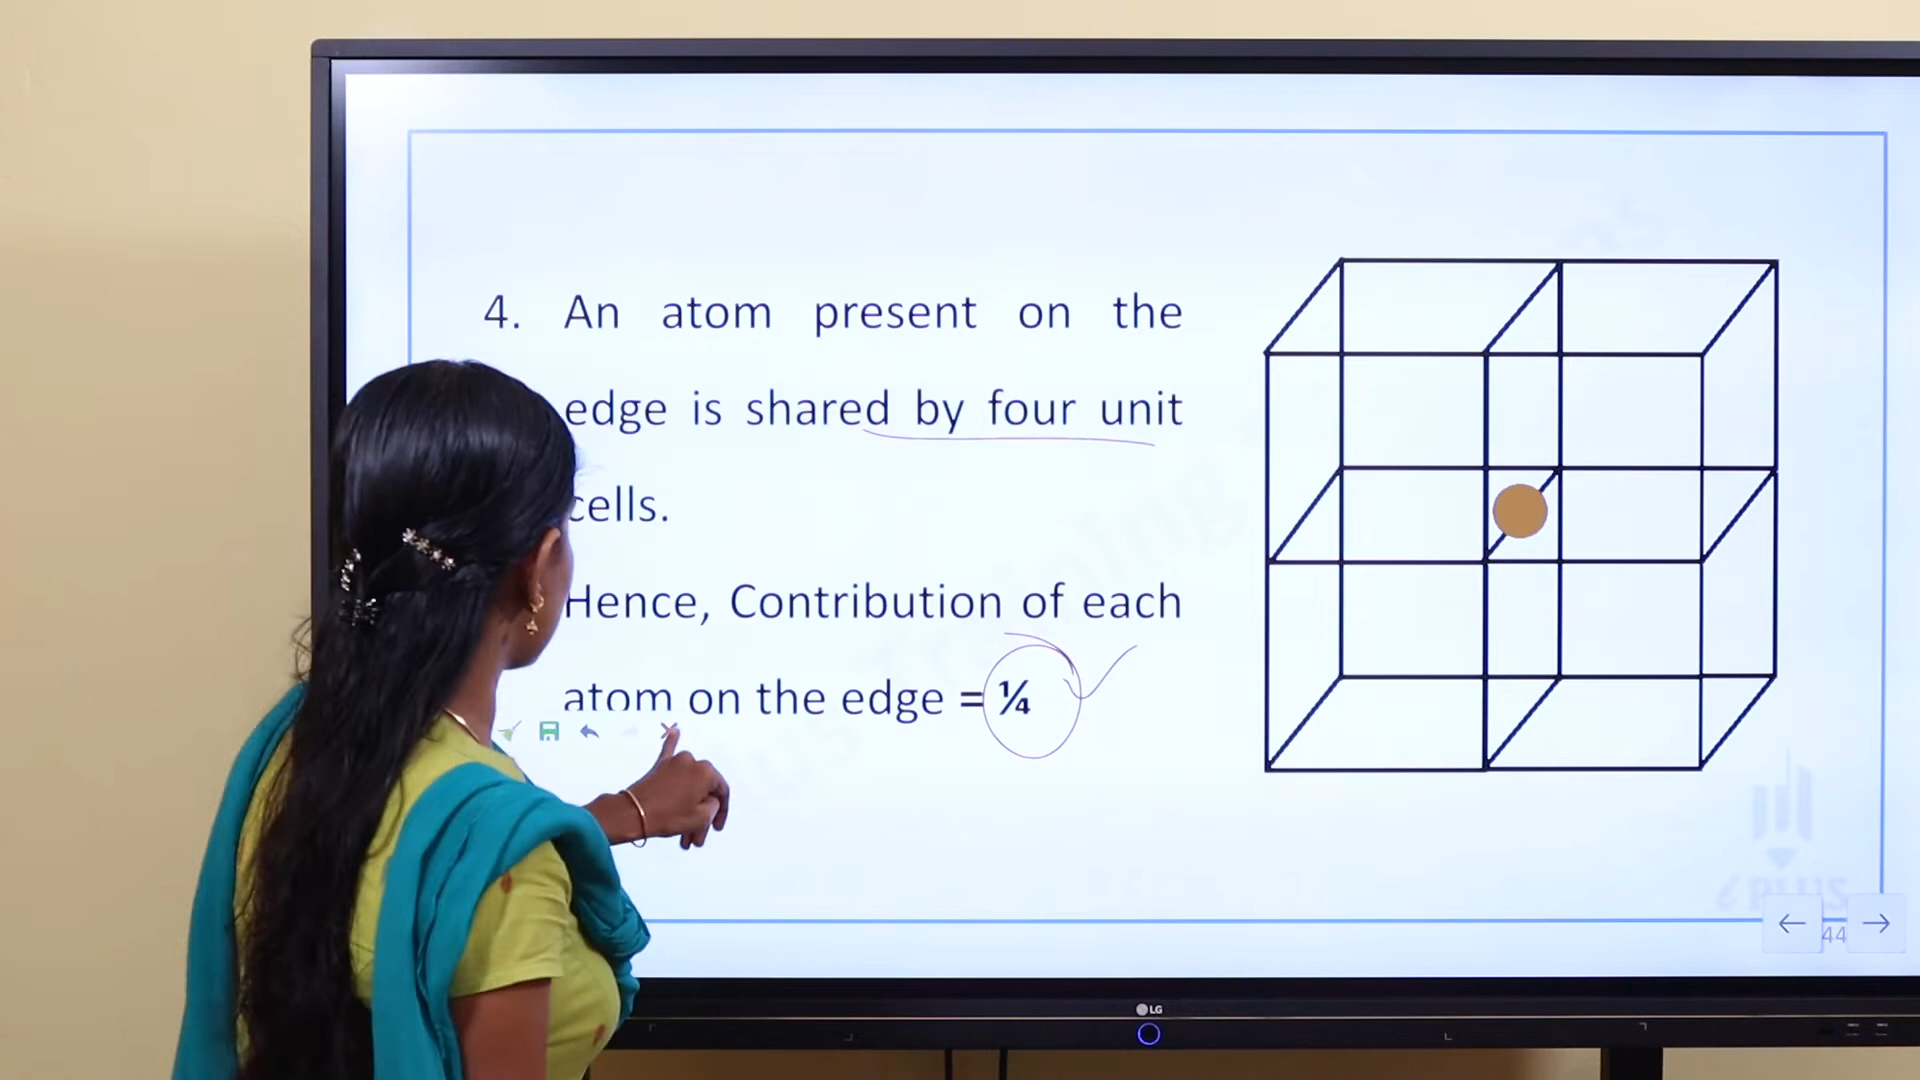 4. An atom present on the
edge is shared by four unit
cells.
Hence, Contribution of each
atom on the edge = ¼
iPLUS
44
LG